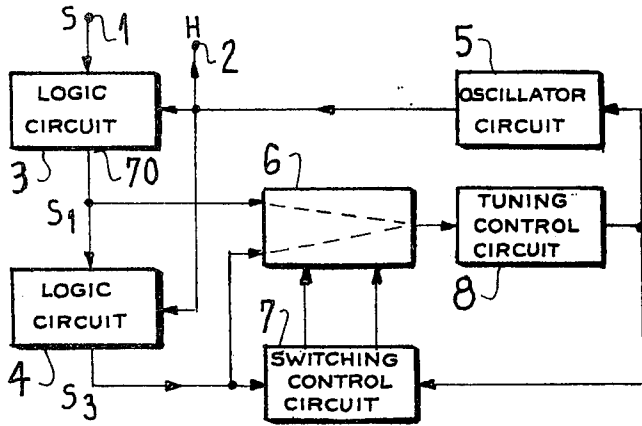 S 1
H
2
LOGIC
CIRCUIT
3
70
5
OSCILLATOR
CIRCUIT
6
S1
TUNING
CONTROL
CIRCUIT
8
LOGIC
CIRCUIT
4
S3
7
SWITCHING
CONTROL
CIRCUIT